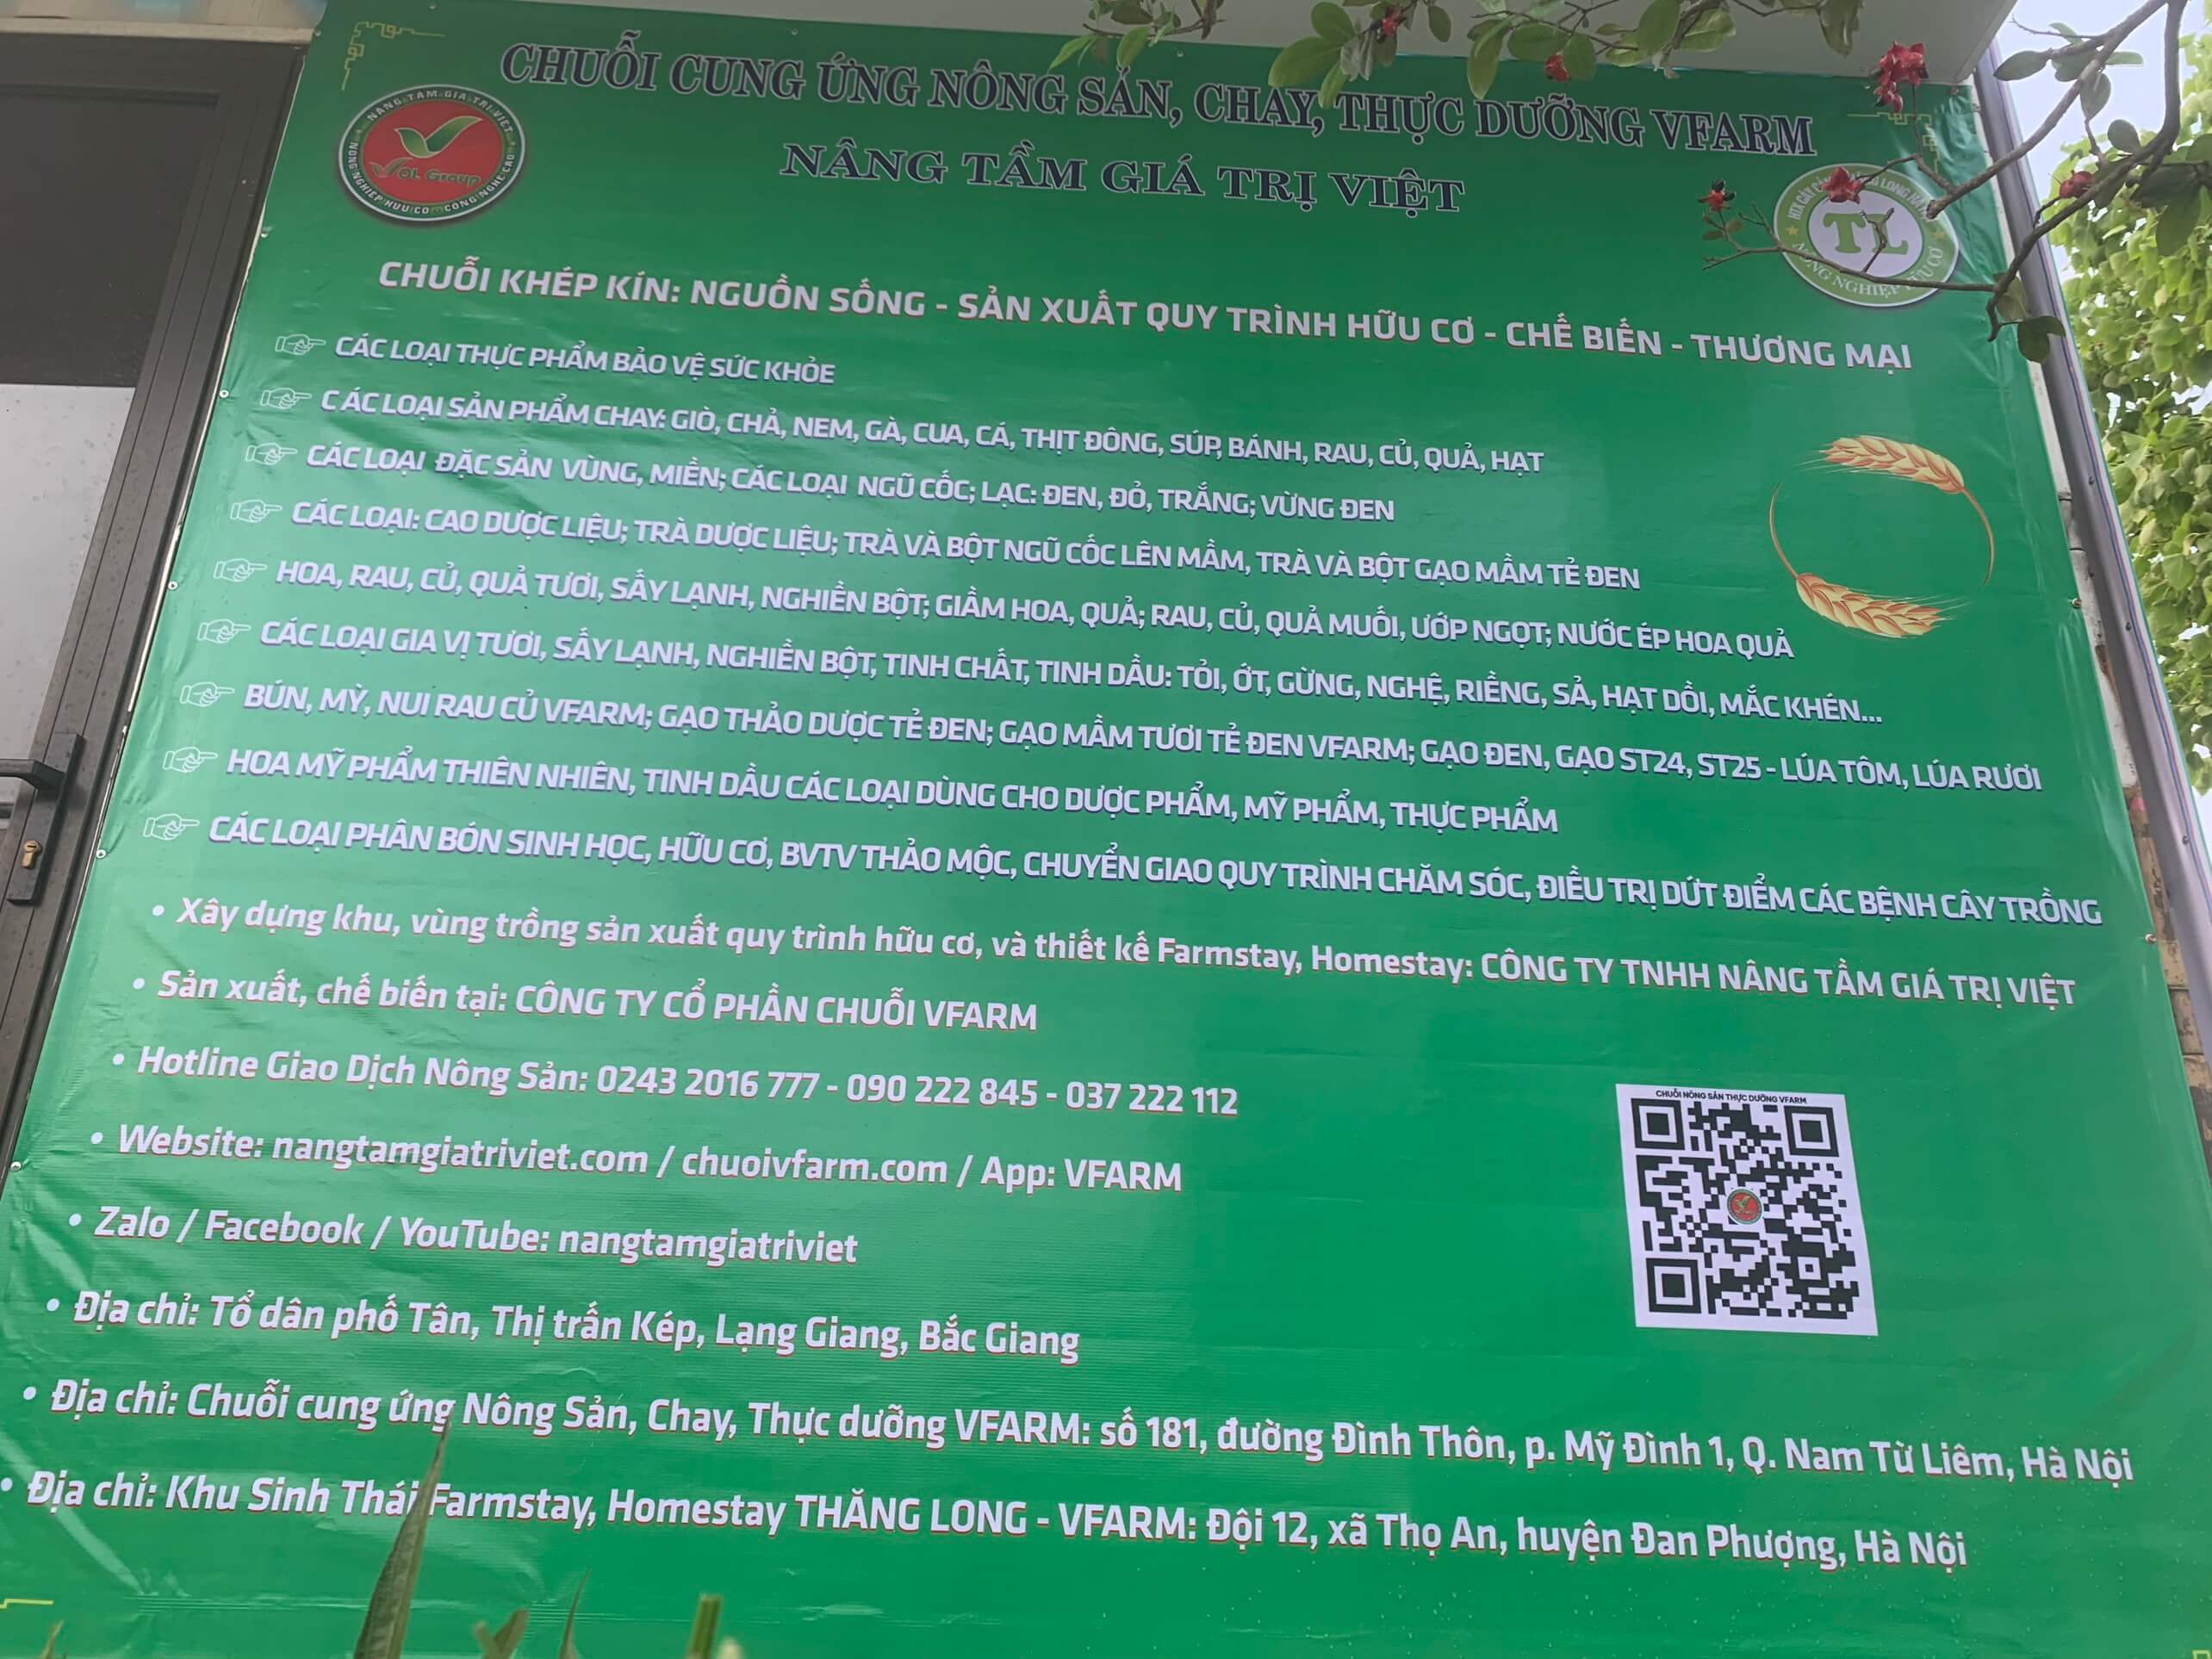 CHUỖI CUNG ỨNG NÔNG SẢN, CHAY, THỰC DƯỠNG VFARM
NÂNG TẦM GIÁ TRỊ VIỆT
NÂNG TẦM GIÁ TRỊ VIỆT
VOL Group
NÔNG NGHIỆP HỮU CƠ CÔNG NGHỆ CAO
TL
CHUỖI KHÉP KÍN: NGUỒN SỐNG - SẢN XUẤT QUY TRÌNH HỮU CƠ - CHẾ BIẾN - THƯƠNG MẠI
CÁC LOẠI THỰC PHẨM BẢO VỆ SỨC KHỎE
CÁC LOẠI SẢN PHẨM CHAY: GIÒ, CHẢ, NEM, GÀ, CUA, CÁ, THỊT ĐÔNG, SÚP, BÁNH, RAU, CỦ, QUẢ, HẠT
CÁC LOẠI ĐẶC SẢN VÙNG, MIỀN; CÁC LOẠI NGŨ CỐC; LẠC: ĐEN, ĐỎ, TRẮNG; VỪNG ĐEN
CÁC LOẠI: CAO DƯỢC LIỆU; TRÀ DƯỢC LIỆU; TRÀ VÀ BỘT NGŨ CỐC LÊN MẦM, TRÀ VÀ BỘT GẠO MẦM TẺ ĐEN
HOA, RAU, CỦ, QUẢ TƯƠI, SẤY LẠNH, NGHIỀN BỘT; GIẦM HOA, QUẢ; RAU, CỦ, QUẢ MUỐI, ƯỚP NGỌT; NƯỚC ÉP HOA QUẢ
CÁC LOẠI GIA VỊ TƯƠI, SẤY LẠNH, NGHIỀN BỘT, TINH CHẤT, TINH DẦU: TỎI, ỚT, GỪNG, NGHỆ, RIỀNG, SẢ, HẠT DỒI, MẮC KHÉN...
BÚN, MỲ, NUI RAU CỦ VFARM; GẠO THẢO DƯỢC TẺ ĐEN; GẠO MẦM TƯƠI TẺ ĐEN VFARM; GẠO ĐEN, GẠO ST24, ST25 - LÚA TÔM, LÚA RƯƠI
HOA MỸ PHẨM THIÊN NHIÊN, TINH DẦU CÁC LOẠI DÙNG CHO DƯỢC PHẨM, MỸ PHẨM, THỰC PHẨM
CÁC LOẠI PHÂN BÓN SINH HỌC, HỮU CƠ, BVTV THẢO MỘC, CHUYỂN GIAO QUY TRÌNH CHĂM SÓC, ĐIỀU TRỊ DỨT ĐIỂM CÁC BỆNH CÂY TRỒNG
• Xây dựng khu, vùng trồng sản xuất quy trình hữu cơ, và thiết kế Farmstay, Homestay: CÔNG TY TNHH NÂNG TẦM GIÁ TRỊ VIỆT
• Sản xuất, chế biến tại: CÔNG TY CỔ PHẦN CHUỖI VFARM
• Hotline Giao Dịch Nông Sản: 0243 2016 777 - 090 222 845 - 037 222 112
• Website: nangtamgiatriviet.com / chuoivfarm.com / App: VFARM
• Zalo / Facebook / YouTube: nangtamgiatriviet
CHUỖI NÔNG SẢN THỰC DƯỠNG VFARM
• Địa chỉ: Tổ dân phố Tân, Thị trấn Kép, Lạng Giang, Bắc Giang
• Địa chỉ: Chuỗi cung ứng Nông Sản, Chay, Thực dưỡng VFARM: số 181, đường Đình Thôn, p. Mỹ Đình 1, Q. Nam Từ Liêm, Hà Nội
• Địa chỉ: Khu Sinh Thái Farmstay, Homestay THĂNG LONG - VFARM: Đội 12, xã Thọ An, huyện Đan Phượng, Hà Nội